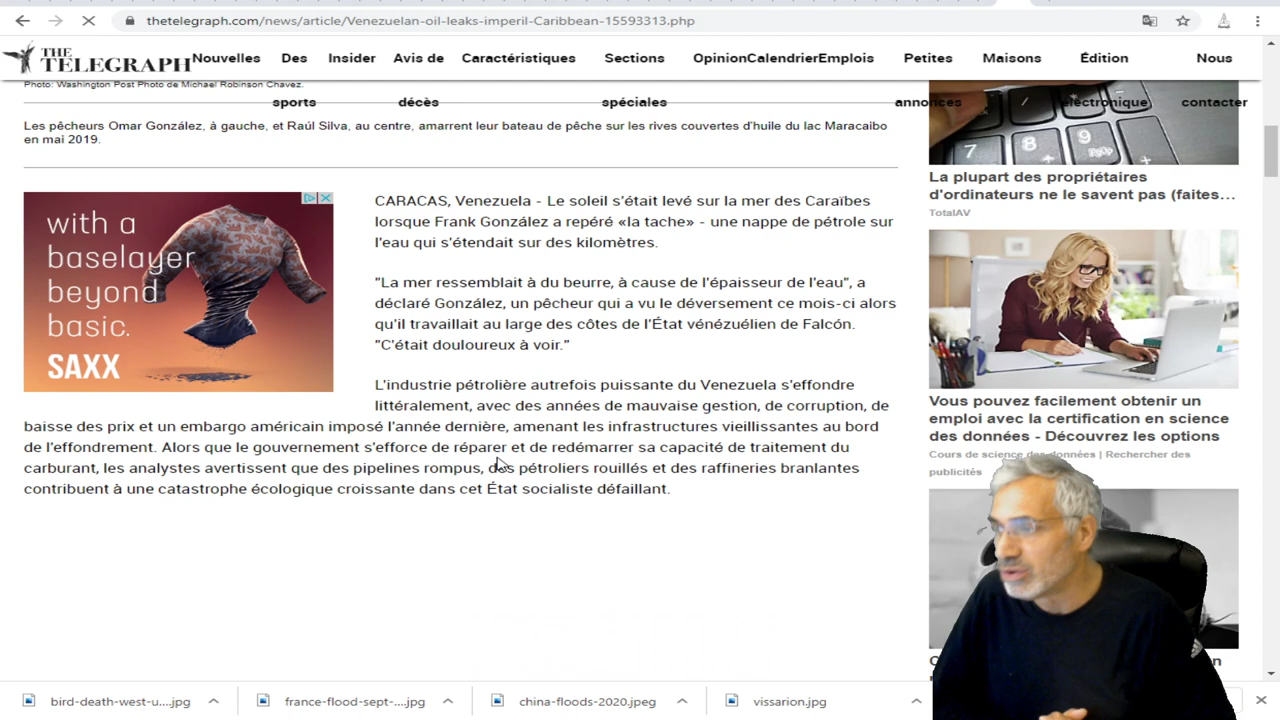 thetelegraph.com/news/article/Venezuelan-oil-leaks-imperil-Caribbean-15593313.php
THE
TELEGRAPH
Nouvelles Des Insider Avis de Caractéristiques Sections OpinionCalendrierEmplois Petites Maisons Édition Nous
sports décès spéciales annonces électronique contacter
Photo: Washington Post Photo de Michael Robinson Chavez.
Les pêcheurs Omar González, à gauche, et Raúl Silva, au centre, amarrent leur bateau de pêche sur les rives couvertes d'huile du lac Maracaibo
en mai 2019.
with a
baselayer
beyond
basic.
SAXX
CARACAS, Venezuela - Le soleil s'était levé sur la mer des Caraïbes
lorsque Frank González a repéré «la tache» - une nappe de pétrole sur
l'eau qui s'étendait sur des kilomètres.
"La mer ressemblait à du beurre, à cause de l'épaisseur de l'eau", a
déclaré González, un pêcheur qui a vu le déversement ce mois-ci alors
qu'il travaillait au large des côtes de l'État vénézuélien de Falcón.
"C'était douloureux à voir."
L'industrie pétrolière autrefois puissante du Venezuela s'effondre
littéralement, avec des années de mauvaise gestion, de corruption, de
baisse des prix et un embargo américain imposé l'année dernière, amenant les infrastructures vieillissantes au bord
de l'effondrement. Alors que le gouvernement s'efforce de réparer et de redémarrer sa capacité de traitement du
carburant, les analystes avertissent que des pipelines rompus, des pétroliers rouillés et des raffineries branlantes
contribuent à une catastrophe écologique croissante dans cet État socialiste défaillant.
7 8 9
PgUp
La plupart des propriétaires
d'ordinateurs ne le savent pas (faites...
TotalAV
Vous pouvez facilement obtenir un
emploi avec la certification en science
des données - Découvrez les options
Cours de science des données | Rechercher des
publicités
bird-death-west-u....jpg
france-flood-sept-....jpg
china-floods-2020.jpeg
vissarion.jpg